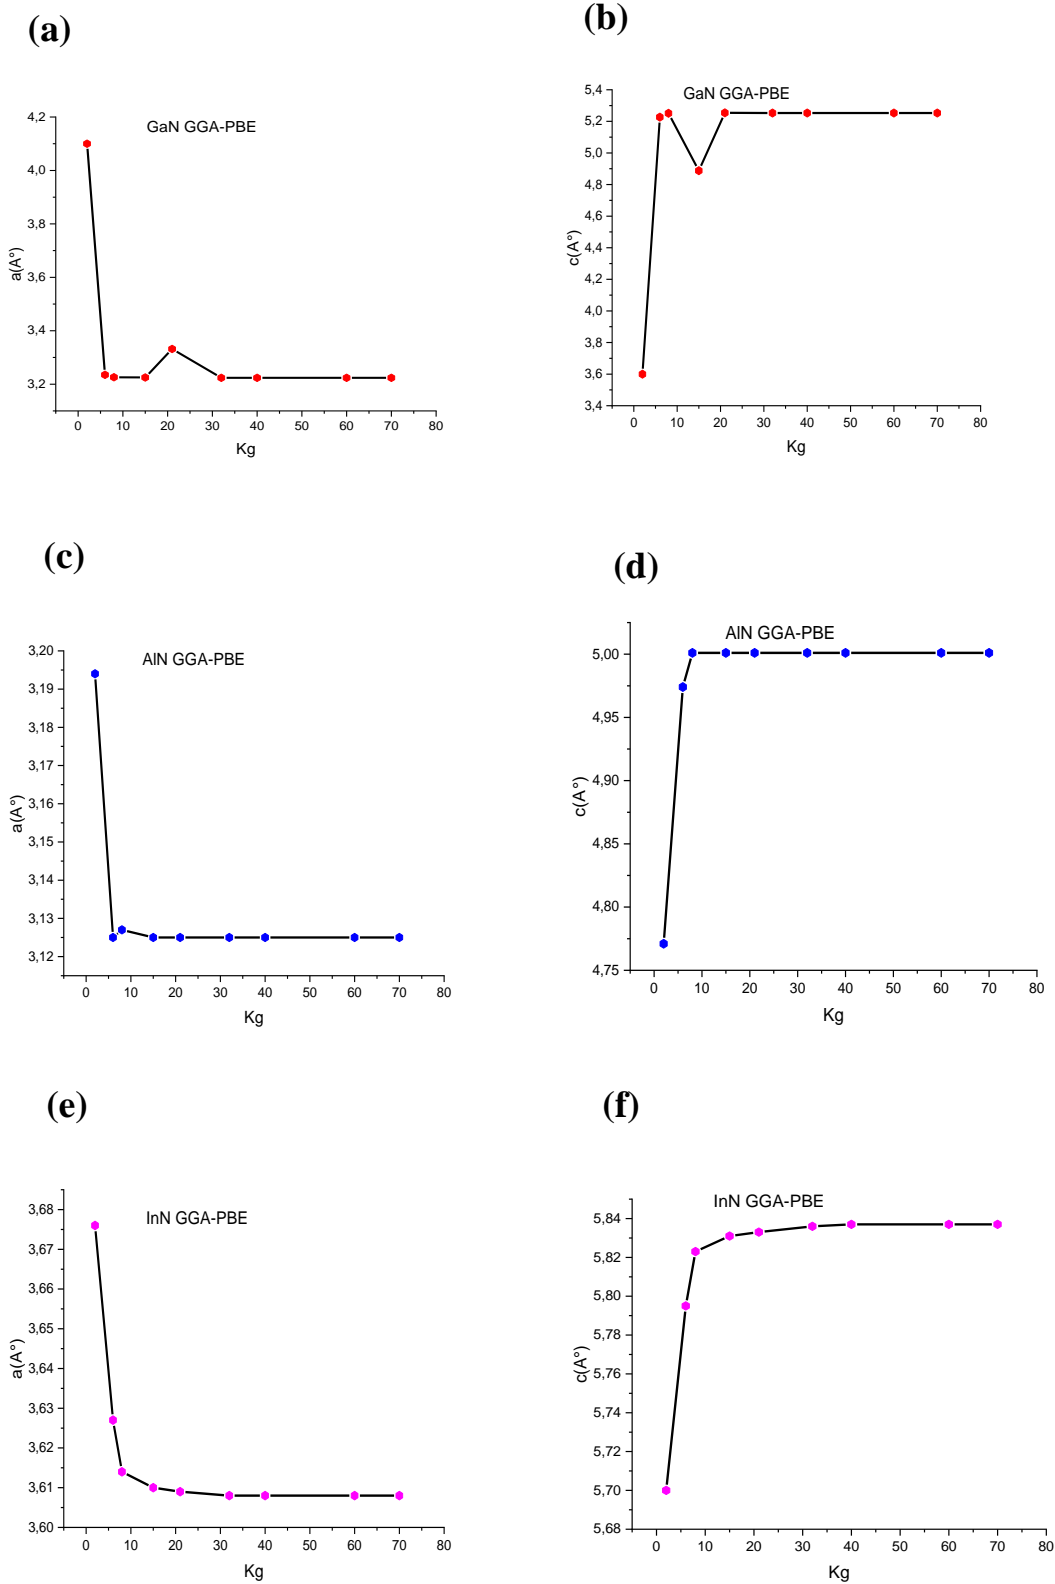 (a)
GaN GGA-PBE
4,2
4,0
3,8
3,6
3,4
3,2
a(A°)
0 10 20 30 40 50 60 70 80
Kg
(b)
GaN GGA-PBE
5,4
5,2
5,0
4,8
4,6
4,4
4,2
4,0
3,8
3,6
3,4
c(A°)
0 10 20 30 40 50 60 70 80
Kg
(c)
AlN GGA-PBE
3,20
3,19
3,18
3,17
3,16
3,15
3,14
3,13
3,12
a(A°)
0 10 20 30 40 50 60 70 80
Kg
(d)
AlN GGA-PBE
5,00
4,95
4,90
4,85
4,80
4,75
c(A°)
0 10 20 30 40 50 60 70 80
Kg
(e)
InN GGA-PBE
3,68
3,67
3,66
3,65
3,64
3,63
3,62
3,61
3,60
a(A°)
0 10 20 30 40 50 60 70 80
Kg
(f)
InN GGA-PBE
5,84
5,82
5,80
5,78
5,76
5,74
5,72
5,70
5,68
c(A°)
0 10 20 30 40 50 60 70 80
Kg